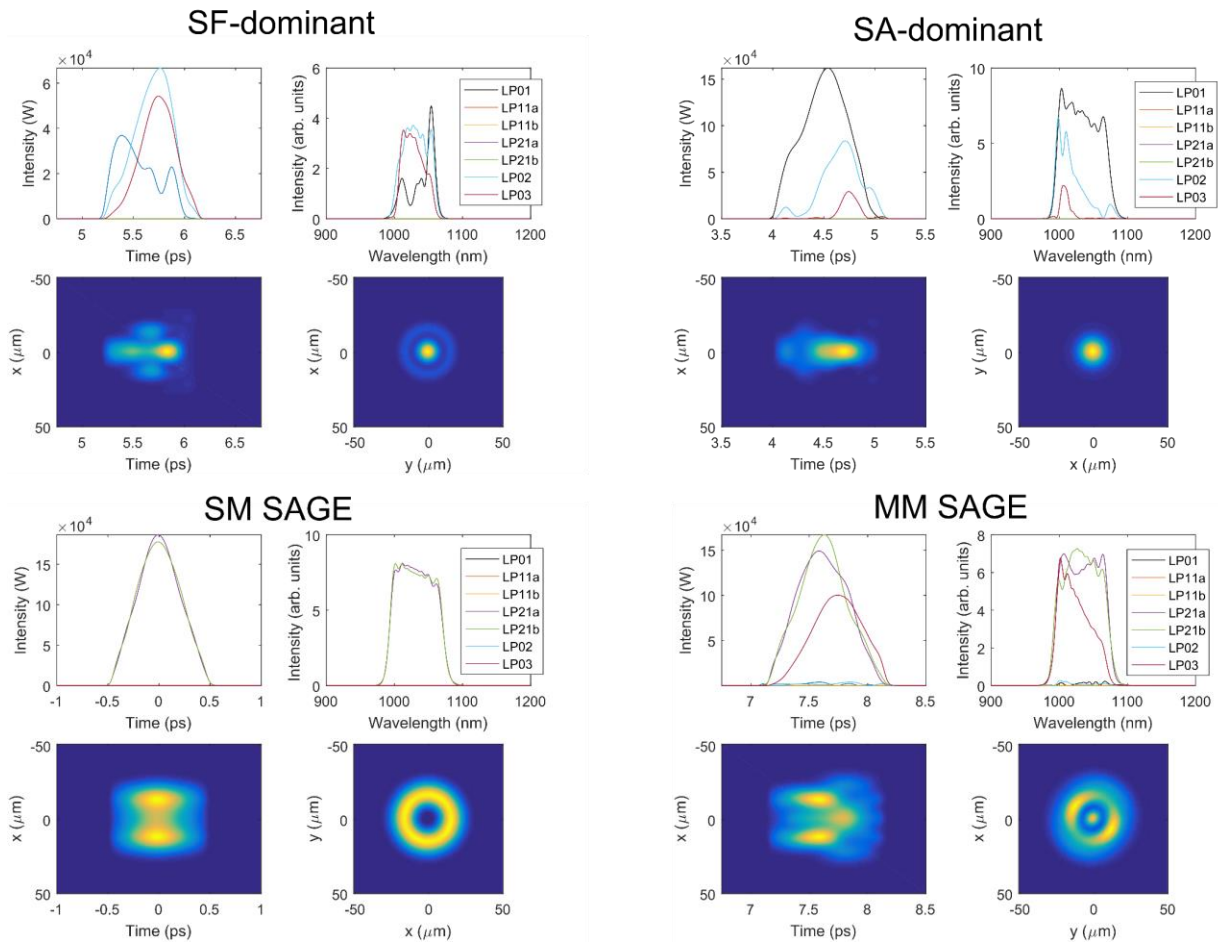 SF-dominant
SA-dominant
× 10^4
6
4
2
0
Intensity (W)
5 5.5 6 6.5
Time (ps)
6
4
2
0
Intensity (arb. units)
LP01
LP11a
LP11b
LP21a
LP21b
LP02
LP03
900 1000 1100 1200
Wavelength (nm)
× 10^4
15
10
5
0
Intensity (W)
3.5 4 4.5 5 5.5
Time (ps)
10
8
6
4
2
0
Intensity (arb. units)
LP01
LP11a
LP11b
LP21a
LP21b
LP02
LP03
900 1000 1100 1200
Wavelength (nm)
-50
0
50
x (μm)
5 5.5 6 6.5
Time (ps)
-50
0
50
x (μm)
-50 0 50
y (μm)
-50
0
50
x (μm)
3.5 4 4.5 5 5.5
Time (ps)
-50
0
50
y (μm)
-50 0 50
x (μm)
SM SAGE
MM SAGE
× 10^4
15
10
5
0
Intensity (W)
-1 -0.5 0 0.5 1
Time (ps)
10
5
0
Intensity (arb. units)
LP01
LP11a
LP11b
LP21a
LP21b
LP02
LP03
900 1000 1100 1200
Wavelength (nm)
× 10^4
15
10
5
Intensity (W)
7 7.5 8 8.5
Time (ps)
8
6
4
2
0
Intensity (arb. units)
LP01
LP11a
LP11b
LP21a
LP21b
LP02
LP03
900 1000 1100 1200
Wavelength (nm)
-50
0
50
x (μm)
-1 -0.5 0 0.5 1
Time (ps)
-50
0
50
y (μm)
-50 0 50
x (μm)
-50
0
50
x (μm)
7 7.5 8 8.5
Time (ps)
-50
0
50
x (μm)
-50 0 50
y (μm)